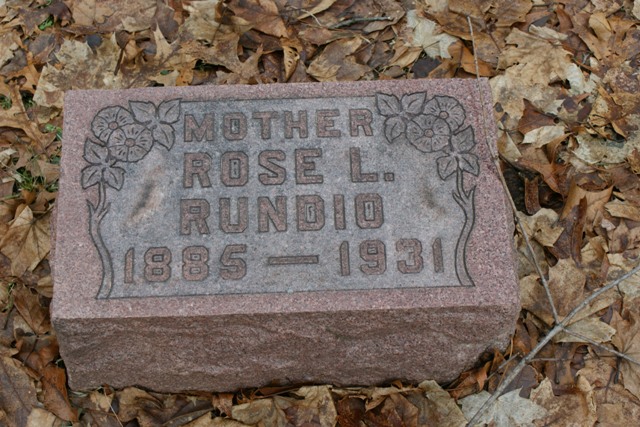 MOTHER
ROSE L.
RUNDIO
1885 — 1931